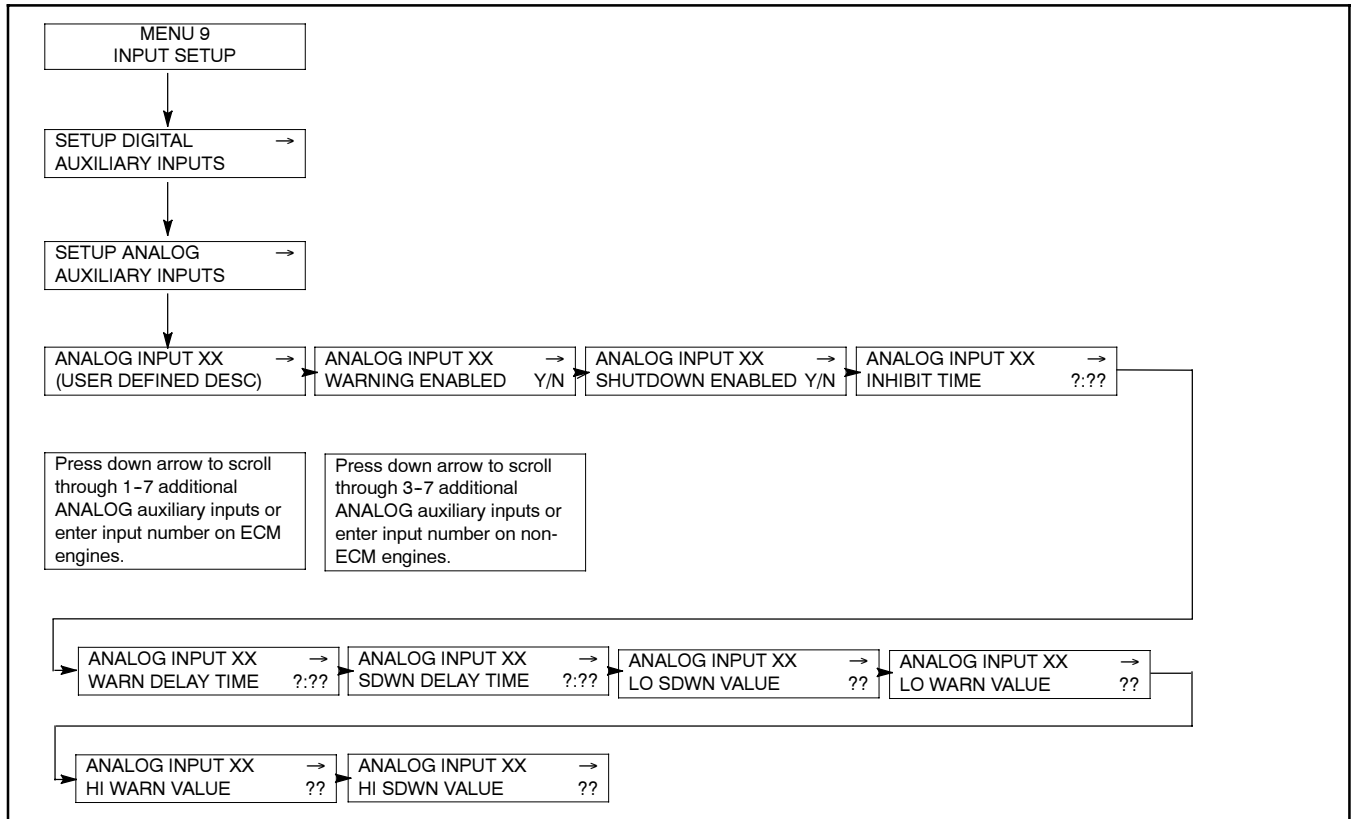 MENU 9
INPUT SETUP
SETUP DIGITAL →
AUXILIARY INPUTS
SETUP ANALOG →
AUXILIARY INPUTS
ANALOG INPUT XX →
(USER DEFINED DESC)
ANALOG INPUT XX →
WARNING ENABLED Y/N
ANALOG INPUT XX →
SHUTDOWN ENABLED Y/N
ANALOG INPUT XX →
INHIBIT TIME ?:??
Press down arrow to scroll
through 1-7 additional
ANALOG auxiliary inputs or
enter input number on ECM
engines.
Press down arrow to scroll
through 3-7 additional
ANALOG auxiliary inputs or
enter input number on non-
ECM engines.
ANALOG INPUT XX →
WARN DELAY TIME ?:??
ANALOG INPUT XX →
SDWN DELAY TIME ?:??
ANALOG INPUT XX →
LO SDWN VALUE ??
ANALOG INPUT XX →
LO WARN VALUE ??
ANALOG INPUT XX →
HI WARN VALUE ??
ANALOG INPUT XX →
HI SDWN VALUE ??